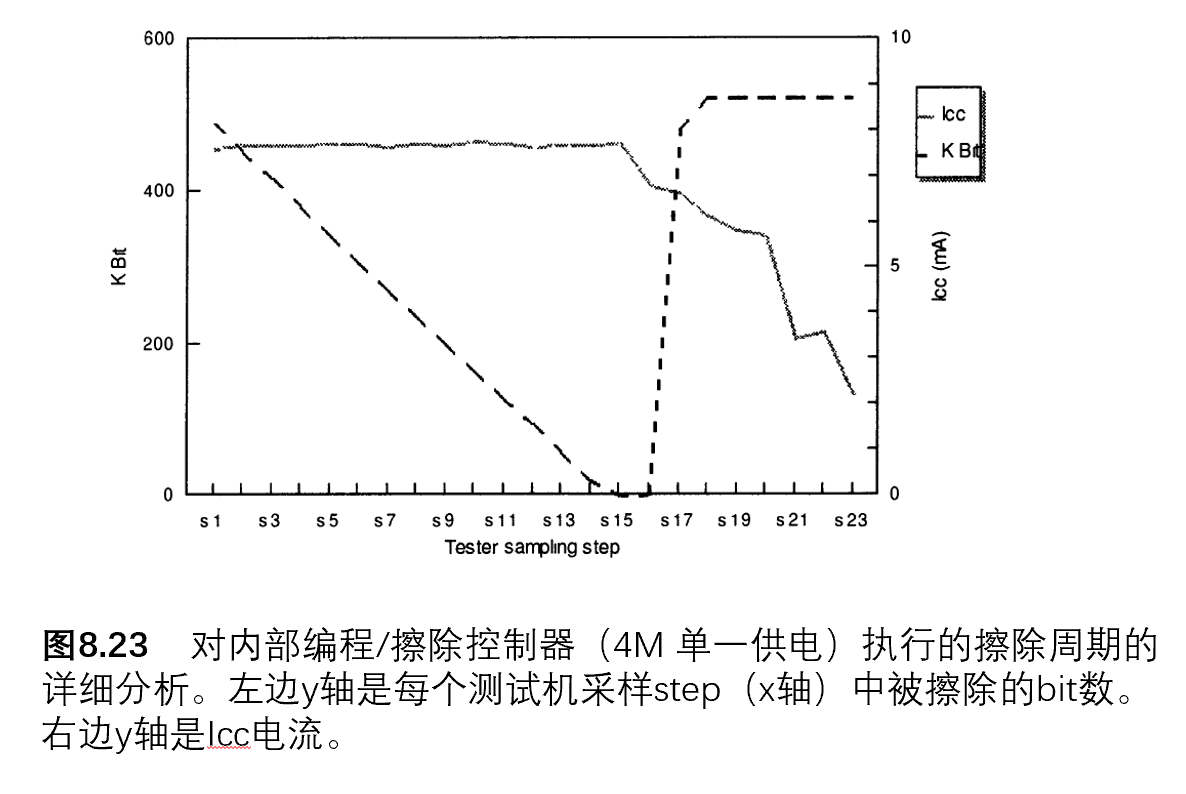 600
400
200
0
K Bit
10
5
0
Icc (mA)
Icc
K Bit
s1 s3 s5 s7 s9 s11 s13 s15 s17 s19 s21 s23
Tester sampling step
图8.23 对内部编程/擦除控制器（4M 单一供电）执行的擦除周期的
详细分析。左边y轴是每个测试机采样step（x轴）中被擦除的bit数。
右边y轴是Icc电流。